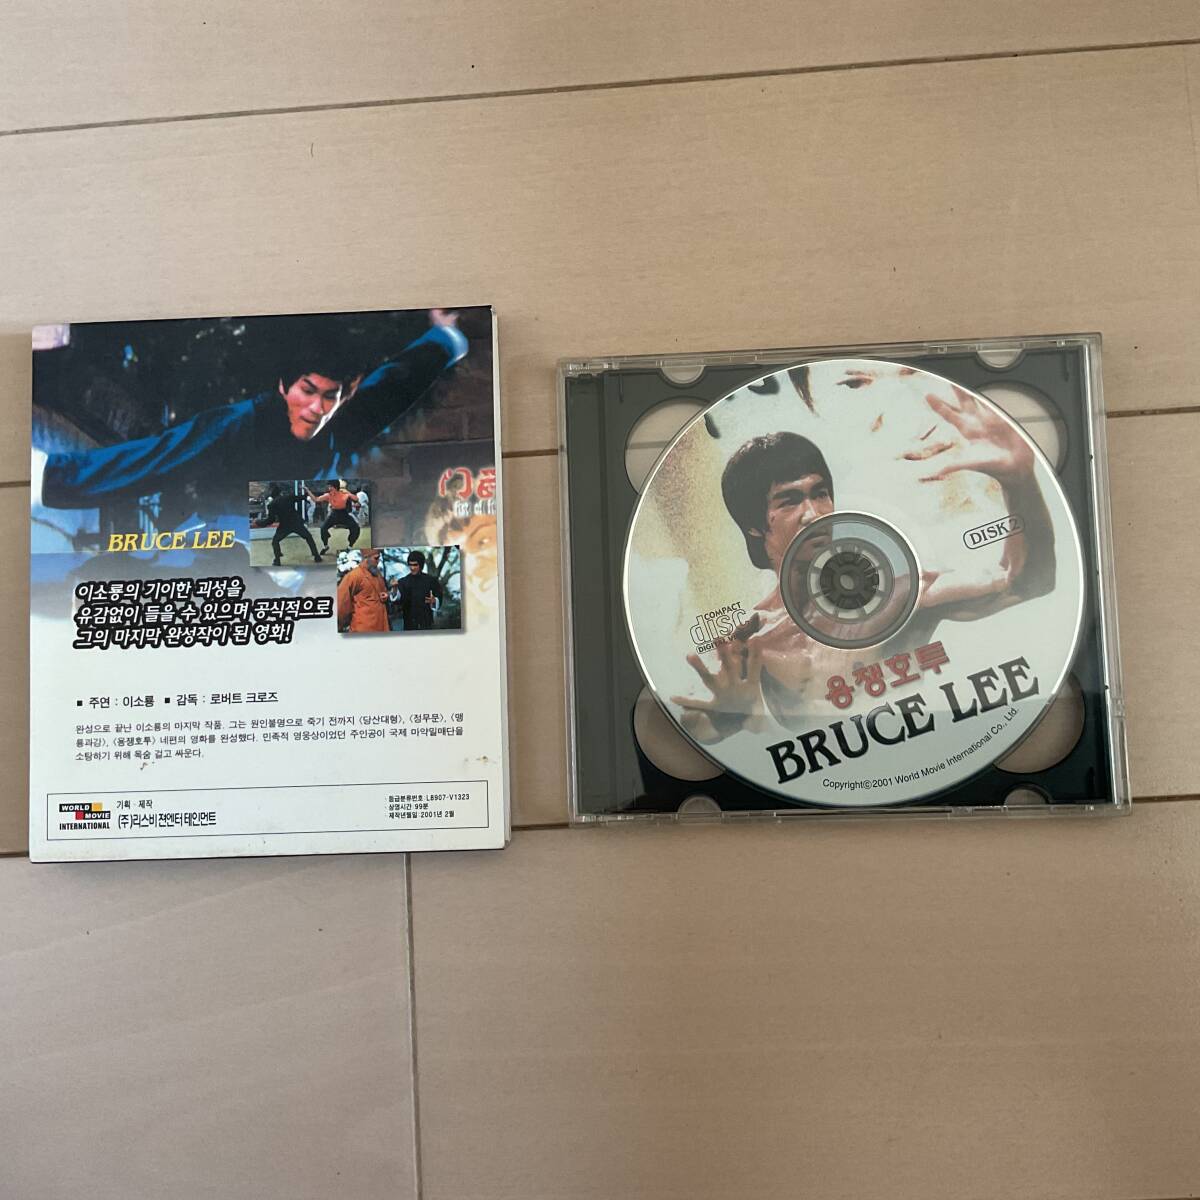 BRUCE LEE
이소룡의 기이한 괴성을
유감없이 들을 수 있으며 공식적으로
그의 마지막 완성작이 된 영화!
■ 주연 : 이소룡 ■ 감독 : 로버트 크로즈
완성으로 끝난 이소룡의 마지막 작품. 그는 원인불명으로 죽기 전까지 〈당산대형〉, 〈정무문〉, 〈맹
룡과강〉, 〈용쟁호투〉 네편의 영화를 완성했다. 민족적 영웅상이었던 주인공이 국제 마약밀매단을
소탕하기 위해 목숨 걸고 싸운다.
WORLD
MOVIE
INTERNATIONAL
기획 · 제작
(주)리스비젼엔터테인먼트
· 등급분류번호 : L8907-V1323
· 상영시간 : 99분
· 제작년월일 : 2001년 2월
DISK 2
COMPACT
disc
DIGITAL
용쟁호투
BRUCE LEE
Copyright©2001 World Movie International Co., Ltd.